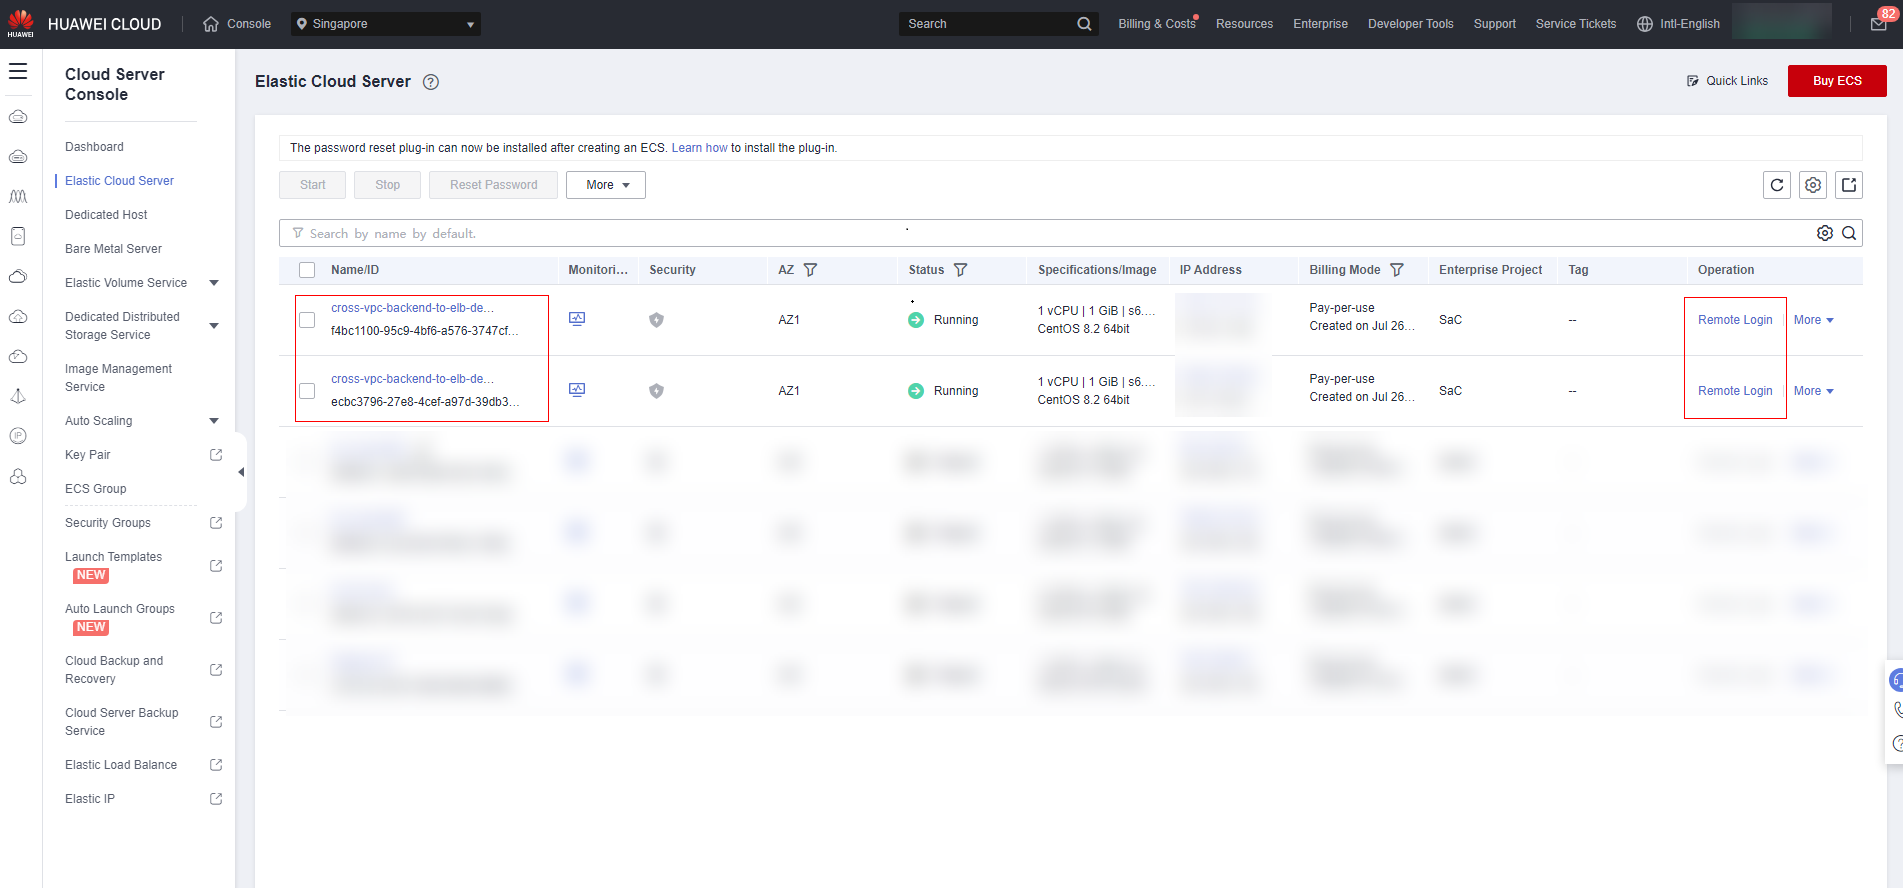 HUAWEI
HUAWEI CLOUD
Console
Singapore
Search
Billing & Costs
Resources
Enterprise
Developer Tools
Support
Service Tickets
Intl-English
82
Cloud Server
Console
Dashboard
Elastic Cloud Server
Dedicated Host
Bare Metal Server
Elastic Volume Service
Dedicated Distributed
Storage Service
Image Management
Service
Auto Scaling
Key Pair
ECS Group
Security Groups
Launch Templates
NEW
Auto Launch Groups
NEW
Cloud Backup and
Recovery
Cloud Server Backup
Service
Elastic Load Balance
Elastic IP
Elastic Cloud Server
Quick Links
Buy ECS
The password reset plug-in can now be installed after creating an ECS. Learn how to install the plug-in.
Start
Stop
Reset Password
More
Search by name by default.
Name/ID
Monitori...
Security
AZ
Status
Specifications/Image
IP Address
Billing Mode
Enterprise Project
Tag
Operation
cross-vpc-backend-to-elb-de...
f4bc1100-95c9-4bf6-a576-3747cf...
AZ1
Running
1 vCPU | 1 GiB | s6....
CentOS 8.2 64bit
Pay-per-use
Created on Jul 26...
SaC
--
Remote Login
More
cross-vpc-backend-to-elb-de...
ecbc3796-27e8-4cef-a97d-39db3...
AZ1
Running
1 vCPU | 1 GiB | s6....
CentOS 8.2 64bit
Pay-per-use
Created on Jul 26...
SaC
--
Remote Login
More